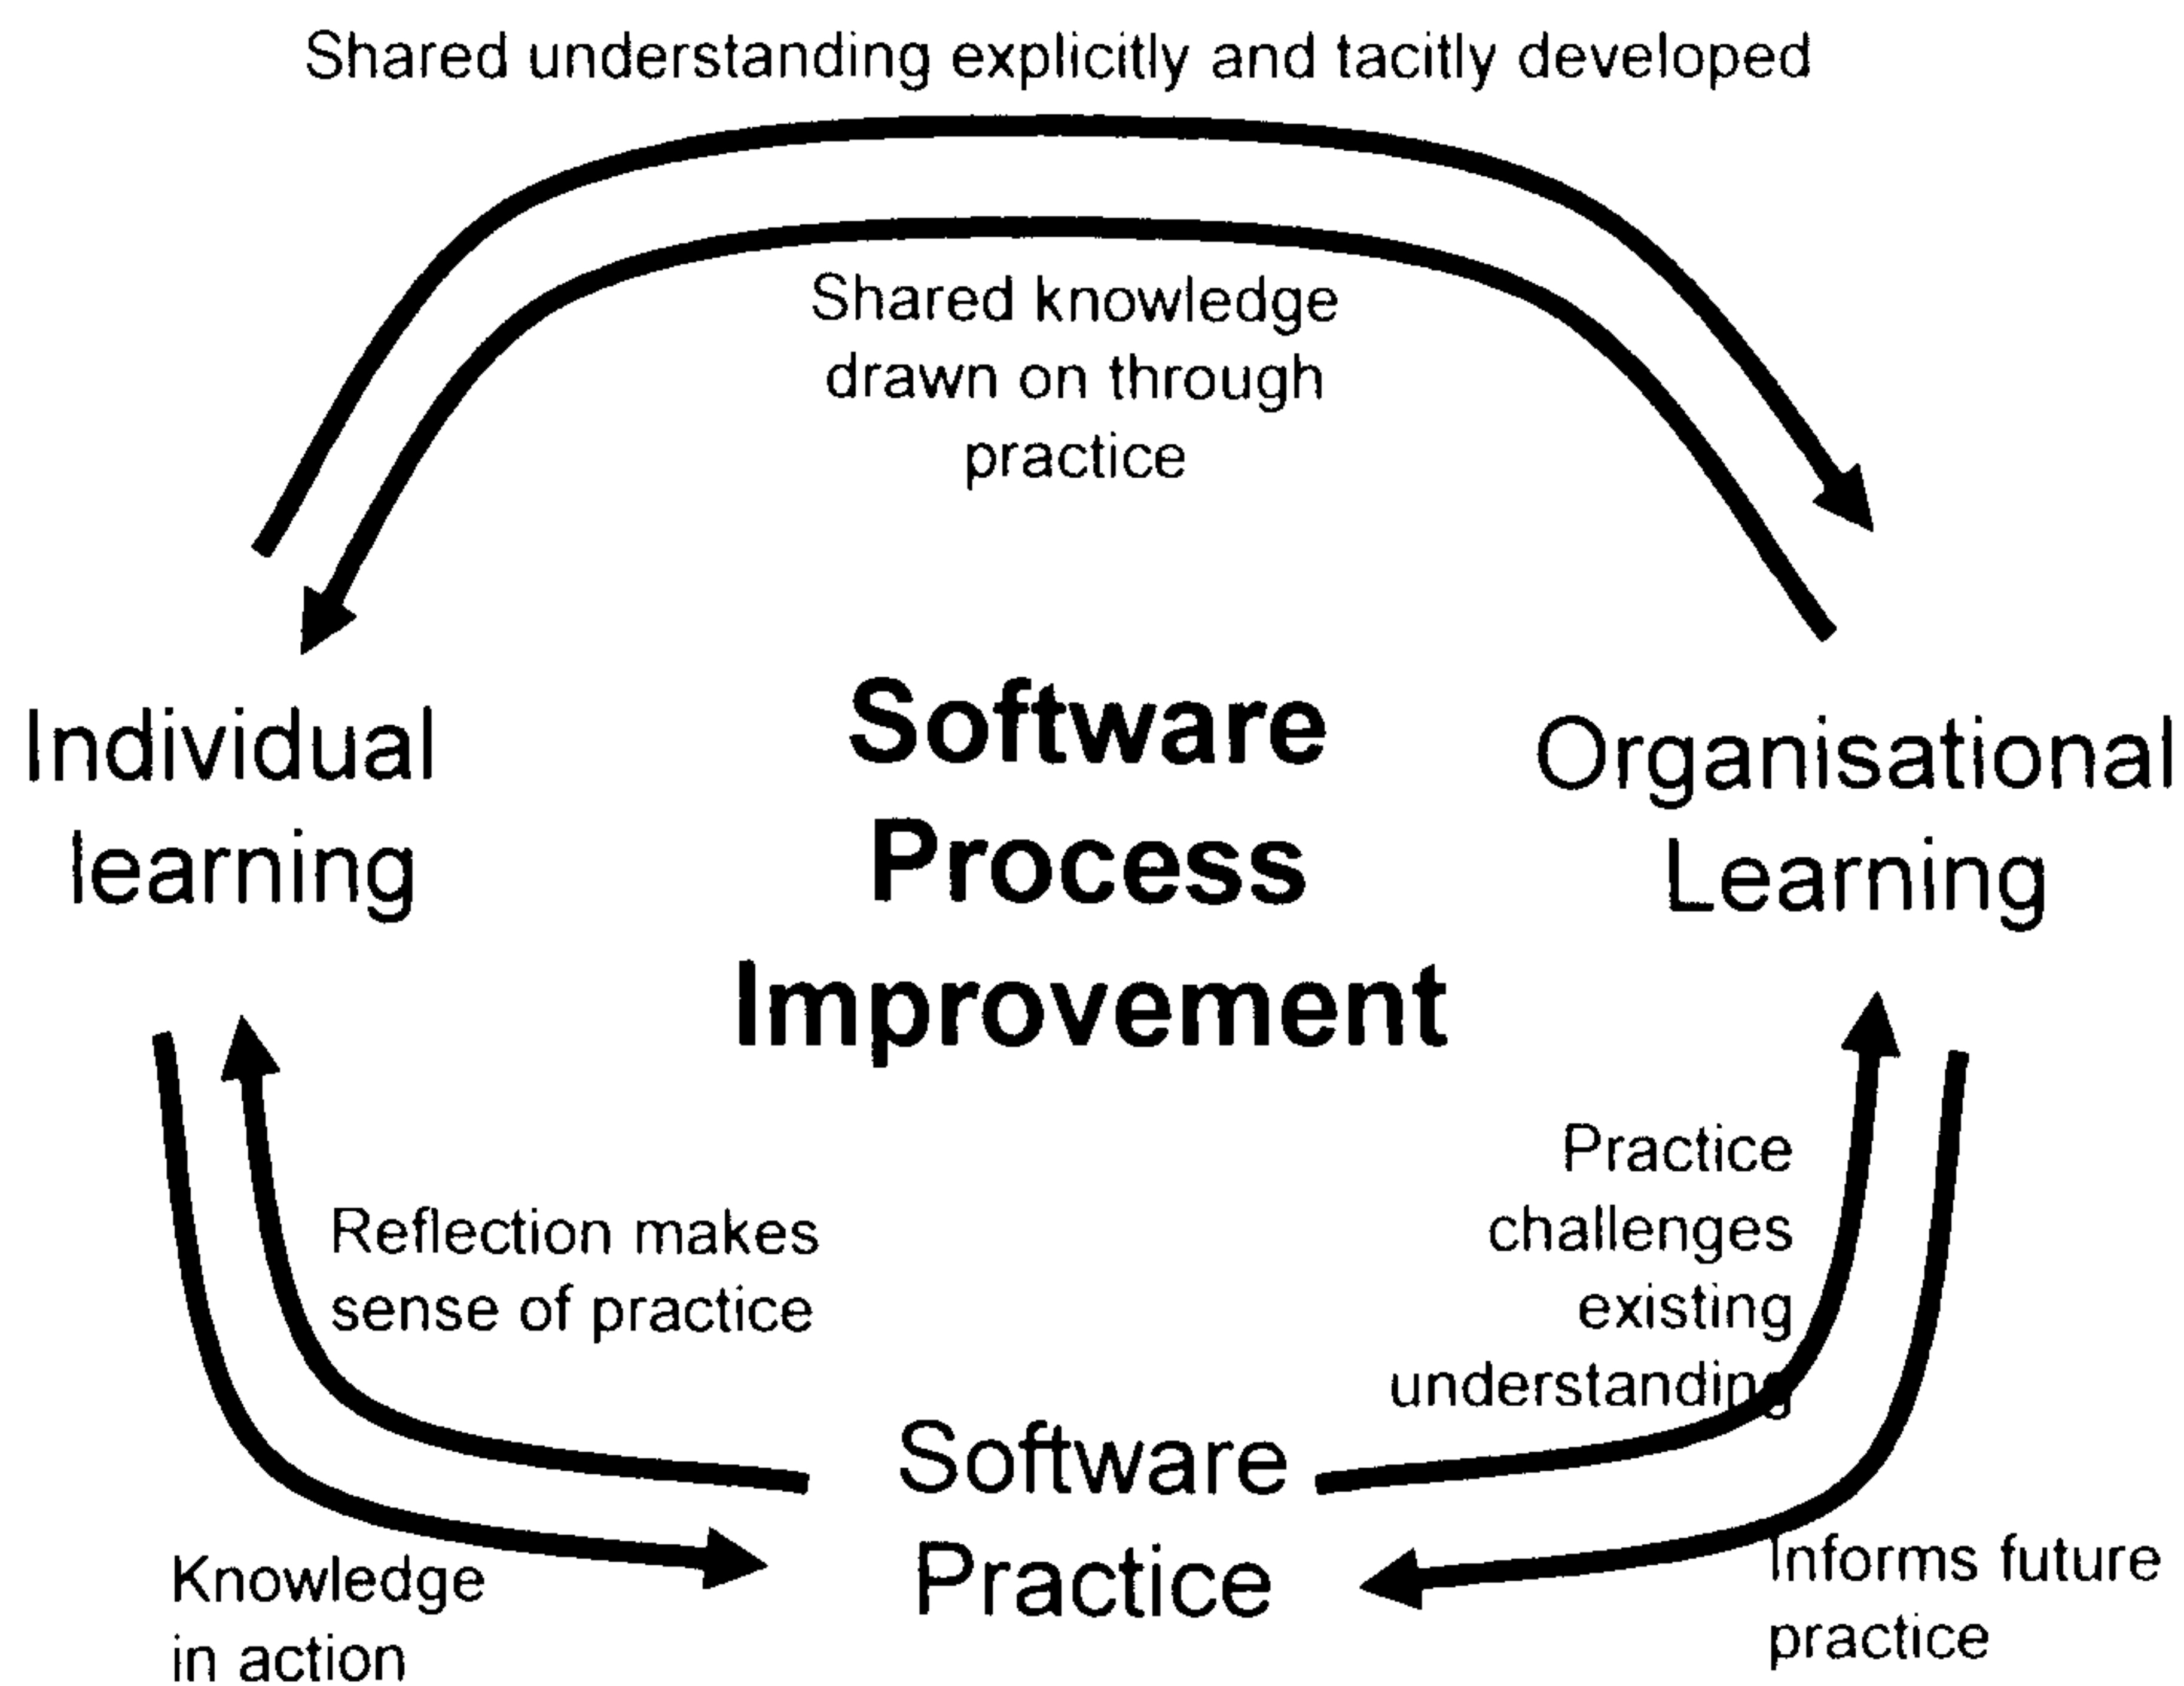 Shared understanding explicitly and tacitly developed
Shared knowledge
drawn on through
practice
Individual
learning
Software
Process
Improvement
Organisational
Learning
Reflection makes
sense of practice
Practice
challenges
existing
understanding
Software
Practice
Knowledge
in action
Informs future
practice